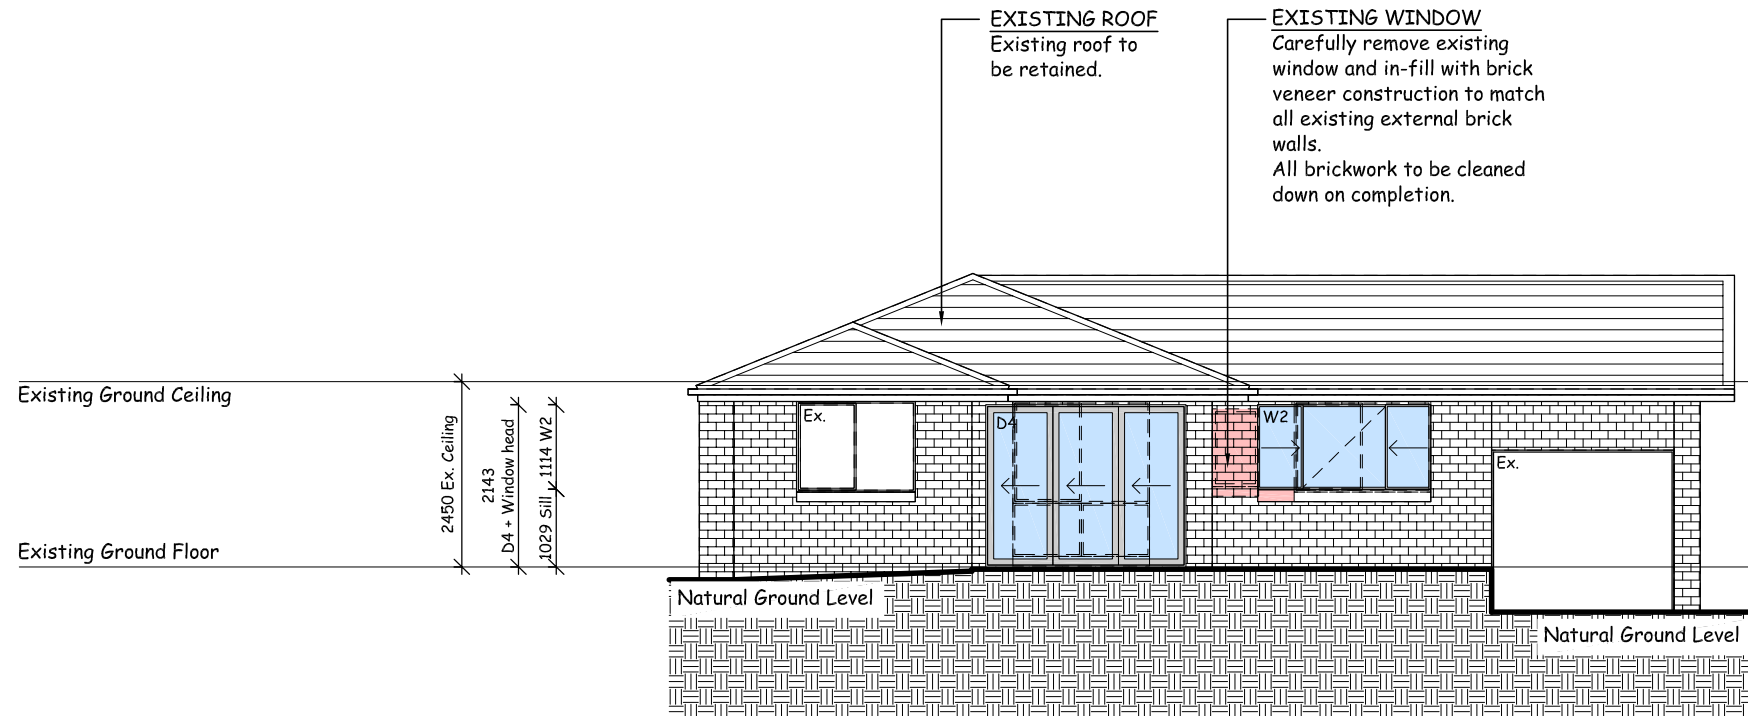 EXISTING ROOF
Existing roof to
be retained.
EXISTING WINDOW
Carefully remove existing
window and in-fill with brick
veneer construction to match
all existing external brick
walls.
All brickwork to be cleaned
down on completion.
Existing Ground Ceiling
Existing Ground Floor
2450 Ex. Ceiling
2143
D4 + Window head
1029 Sill
1114 W2
Ex.
D4
W2
Ex.
Natural Ground Level
Natural Ground Level